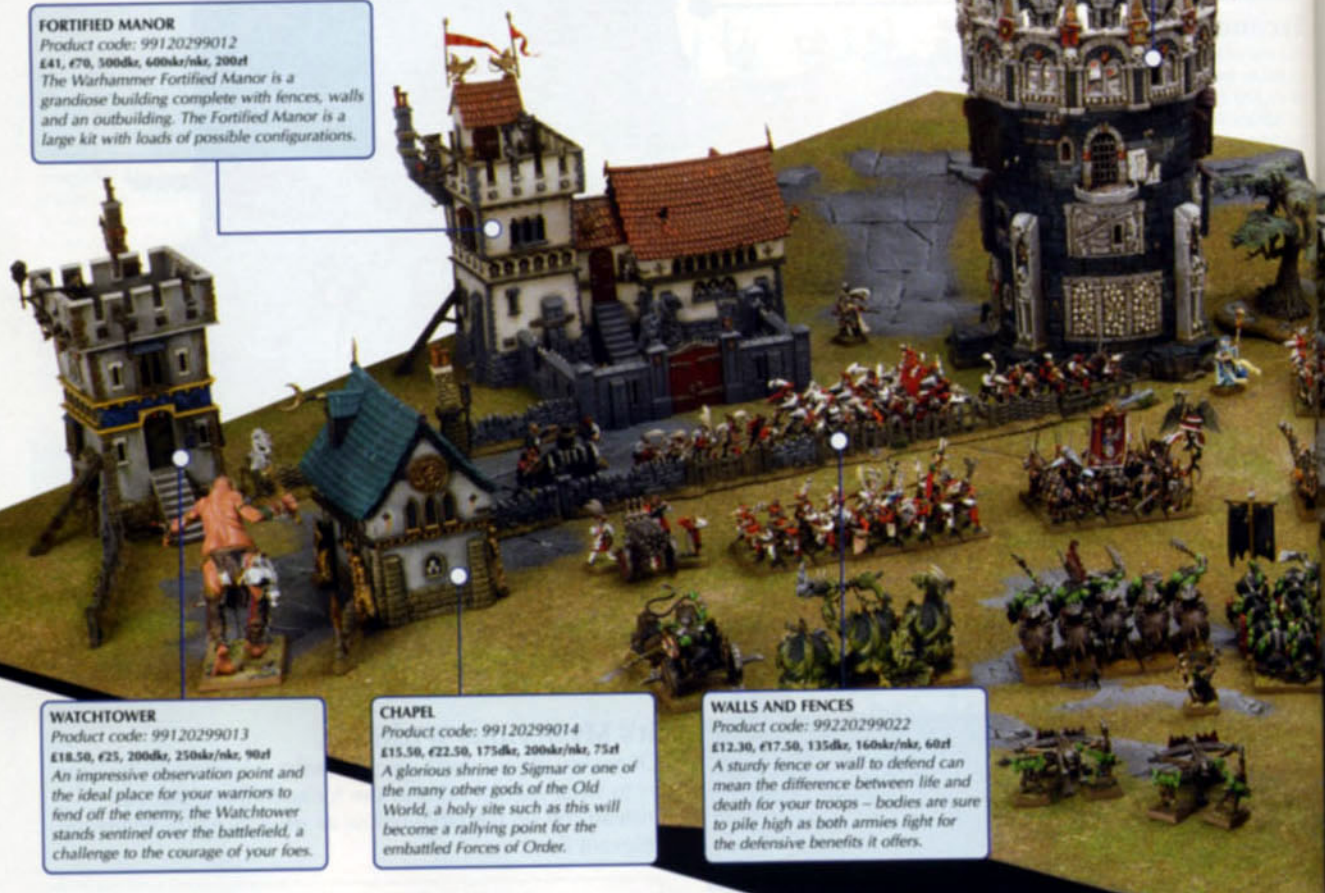 FORTIFIED MANOR
Product code: 99120299012
£41, €70, 500dkr, 600skr/nkr, 200zł
The Warhammer Fortified Manor is a
grandiose building complete with fences, walls
and an outbuilding. The Fortified Manor is a
large kit with loads of possible configurations.
WATCHTOWER
Product code: 99120299013
£18.50, €25, 200dkr, 250skr/nkr, 90zł
An impressive observation point and
the ideal place for your warriors to
fend off the enemy, the Watchtower
stands sentinel over the battlefield, a
challenge to the courage of your foes.
CHAPEL
Product code: 99120299014
£15.50, €22.50, 175dkr, 200skr/nkr, 75zł
A glorious shrine to Sigmar or one of
the many other gods of the Old
World, a holy site such as this will
become a rallying point for the
embattled Forces of Order.
WALLS AND FENCES
Product code: 99220299022
£12.30, €17.50, 135dkr, 160skr/nkr, 60zł
A sturdy fence or wall to defend can
mean the difference between life and
death for your troops – bodies are sure
to pile high as both armies fight for
the defensive benefits it offers.